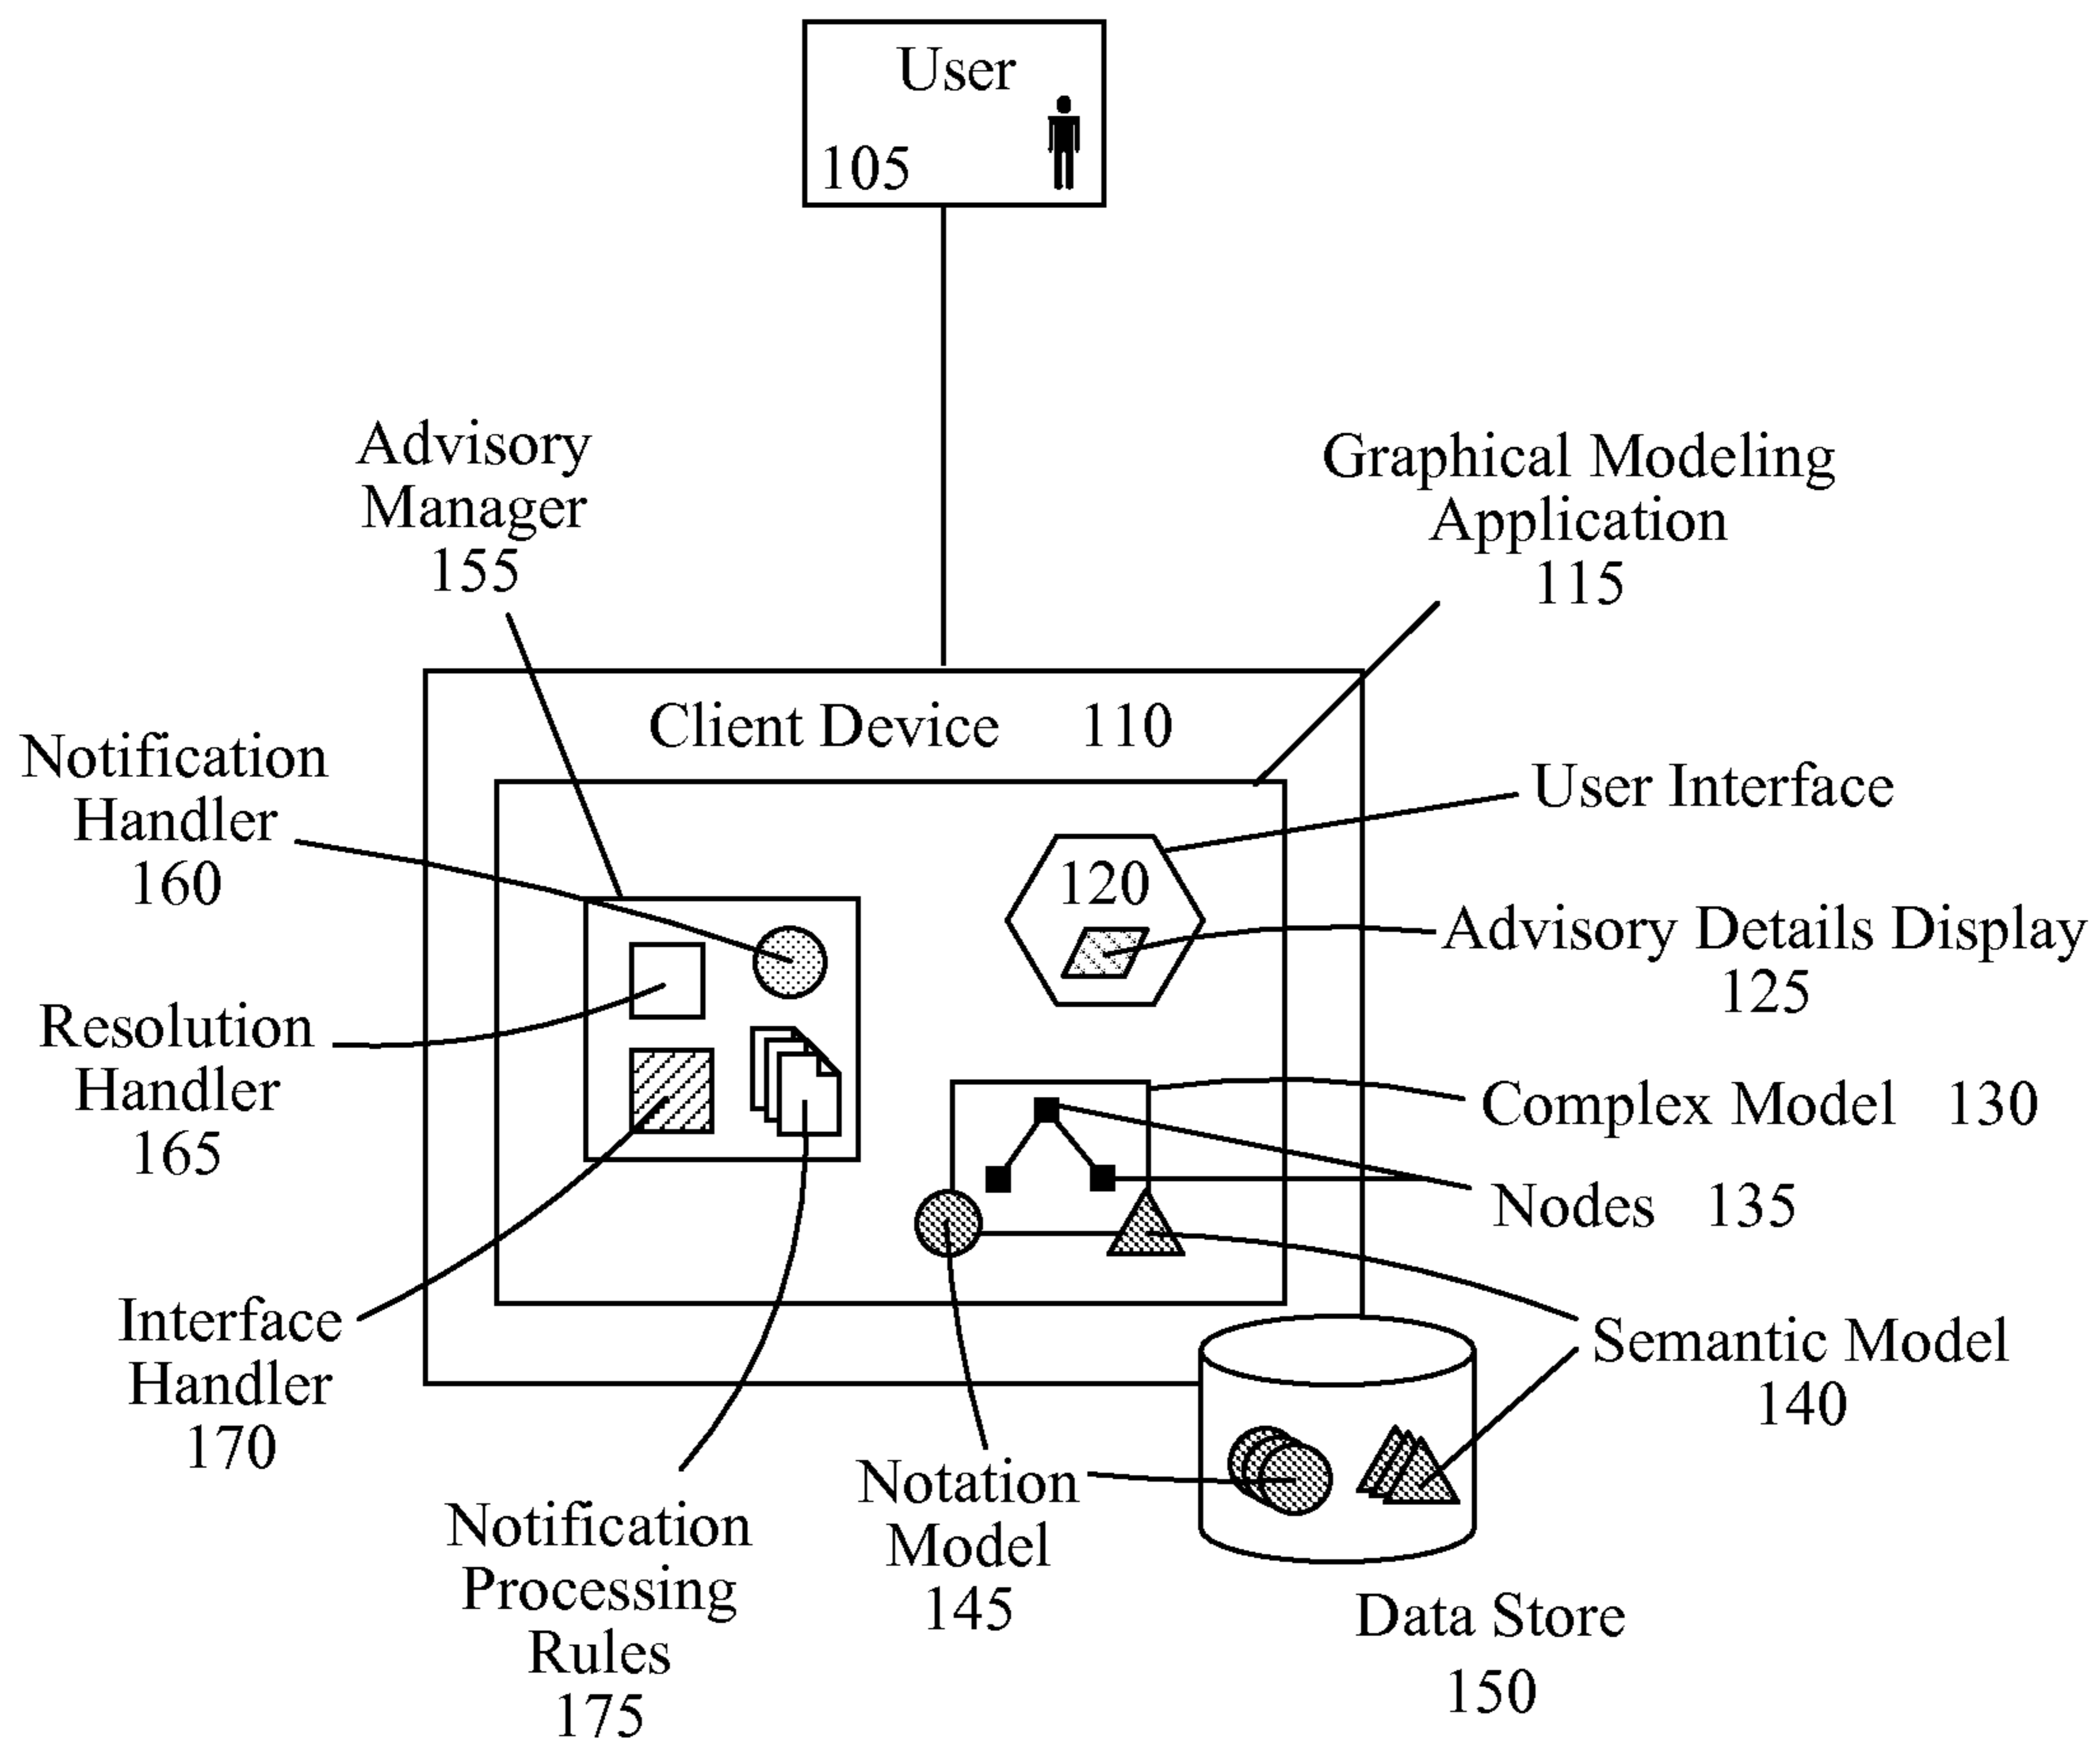 User
105
Advisory
Manager
155
Graphical Modeling
Application
115
Client Device 110
Notification
Handler
160
User Interface
120
Advisory Details Display
125
Resolution
Handler
165
Complex Model 130
Nodes 135
Interface
Handler
170
Semantic Model
140
Notation
Model
145
Notification
Processing
Rules
175
Data Store
150